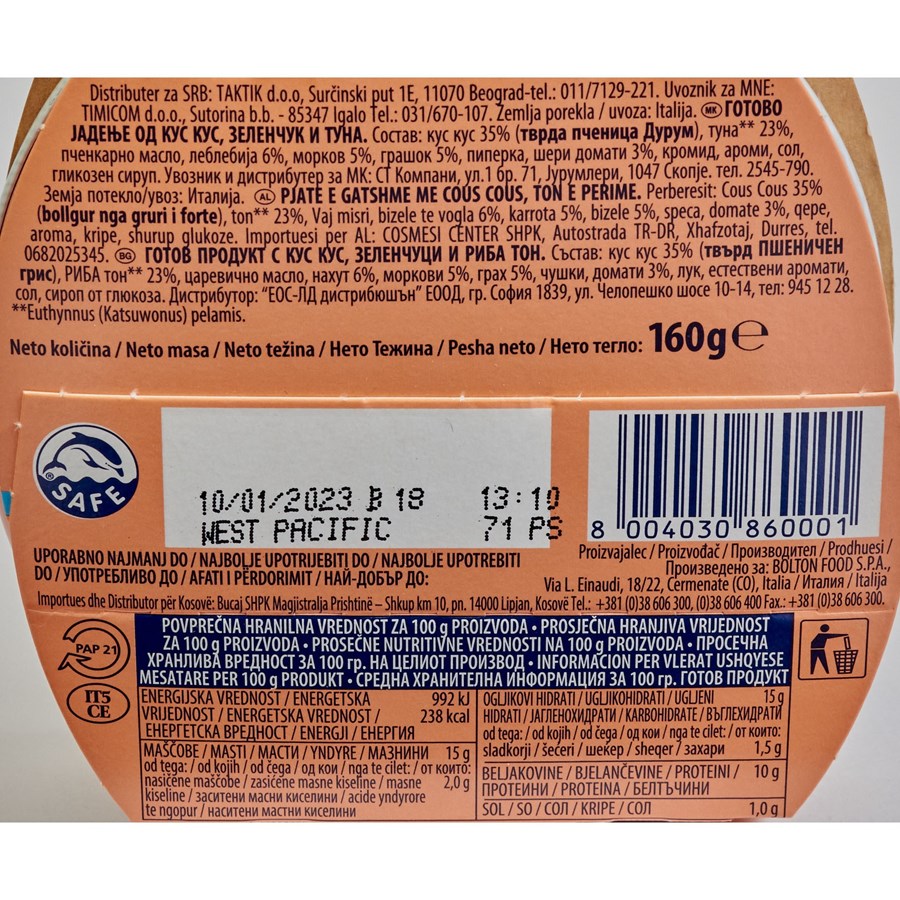 Distributer za SRB: TAKTIK d.o.o, Surčinski put 1E, 11070 Beograd-tel.: 011/7129-221. Uvoznik za MNE:
TIMICOM d.o.o., Sutorina b.b. - 85347 Igalo Tel.: 031/670-107. Zemlja porekla / uvoza: Italija. MK ГОТОВО
ЈАДЕЊЕ ОД КУС КУС, ЗЕЛЕНЧУК И ТУНА. Состав: кус кус 35% (тврда пченица Дурум), туна** 23%,
пченкарно масло, леблебија 6%, морков 5%, грашок 5%, пиперка, шери домати 3%, кромид, ароми, сол,
гликозен сируп. Увозник и дистрибутер за МК: СТ Компани, ул.1 бр. 71, Јурумлери, 1047 Скопје. тел. 2545-790.
Земја потекло/увоз: Италија. AL PJATË E GATSHME ME COUS COUS, TON E PERIME. Perberesit: Cous Cous 35%
(bollgur nga gruri i forte), ton** 23%, Vaj misri, bizele te vogla 6%, karrota 5%, bizele 5%, speca, domate 3%, qepe,
aroma, kripe, shurup glukoze. Importuesi per AL: COSMESI CENTER SHPK, Autostrada TR-DR, Xhafzotaj, Durres, tel.
0682025345. BG ГОТОВ ПРОДУКТ С КУС КУС, ЗЕЛЕНЧУЦИ И РИБА ТОН. Състав: кус кус 35% (твърд ПШЕНИЧЕН
грис), РИБА тон** 23%, царевично масло, нахут 6%, моркови 5%, грах 5%, чушки, домати 3%, лук, естествени аромати,
сол, сироп от глюкоза. Дистрибутор: "ЕОС-ЛД дистрибюшън" ЕООД, гр. София 1839, ул. Челопешко шосе 10-14, тел: 945 12 28.
**Euthynnus (Katsuwonus) pelamis.
Neto količina / Neto masa / Neto težina / Нето Тежина / Pesha neto / Нето тегло: 160g ℮
SAFE
10/01/2023 B 18 13:10
WEST PACIFIC 71 PS
8 004030 860001
UPORABNO NAJMANJ DO / NAJBOLJE UPOTRIJEBITI DO / NAJBOLJE UPOTREBITI
DO / УПОТРЕБЛИВО ДО / AFATI I PËRDORIMIT / НАЙ-ДОБЪР ДО:
Proizvajalec / Proizvođač / Производител / Prodhuesi /
Произведено за: BOLTON FOOD S.P.A.,
Via L. Einaudi, 18/22, Cermenate (CO), Italia / Италия / Italija
Importues dhe Distributor për Kosovë: Bucaj SHPK Magjistralja Prishtinë – Shkup km 10, pn. 14000 Lipjan, Kosovë Tel.: +381 (0)38 606 300, (0)38 606 400 Fax.: +381 (0)38 606 300.
PAP 21
IT5
CE
POVPREČNA HRANILNA VREDNOST ZA 100 g PROIZVODA • PROSJEČNA HRANJIVA VRIJEDNOST
ZA 100 g PROIZVODA • PROSEČNE NUTRITIVNE VREDNOSTI NA 100 g PROIZVODA • ПРОСЕЧНА
ХРАНЛИВА ВРЕДНОСТ ЗА 100 гр. НА ЦЕЛИОТ ПРОИЗВОД • INFORMACION PER VLERAT USHQYESE
MESATARE PER 100 g PRODUKT • СРЕДНА ХРАНИТЕЛНА ИНФОРМАЦИЯ ЗА 100 гр. ГОТОВ ПРОДУКТ
ENERGIJSKA VREDNOST / ENERGETSKA 992 kJ
VRIJEDNOST / ENERGETSKA VREDNOST / 238 kcal
ЕНЕРГЕТСКА ВРЕДНОСТ / ENERGJI / ЕНЕРГИЯ
MAŠČOBE / MASTI / МАСТИ / YNDYRE / МАЗНИНИ 15 g
od tega: / od kojih / od čega / од кои / nga te cilet: / от които:
nasičene maščobe / zasićene masne kiseline / masne 2,0 g
kiseline / заситени масни киселини / acide yndyrore
te ngopur / наситени мастни киселини
OGLJIKOVI HIDRATI / UGLJIKOHIDRATI / UGLJENI 15 g
HIDRATI / ЈАГЛЕНОХИДРАТИ / KARBOHIDRATE / ВЪГЛЕХИДРАТИ
od tega: / od kojih / od čega / од кои / nga te cilet: / от които:
sladkorji / šećeri / шеќер / sheqer / захари 1,5 g
BELJAKOVINE / BJELANČEVINE / PROTEINI / 10 g
ПРОТЕИНИ / PROTEINA / БЕЛТЪЧИНИ
SOL / SO / СОЛ / KRIPE / СОЛ 1,0 g